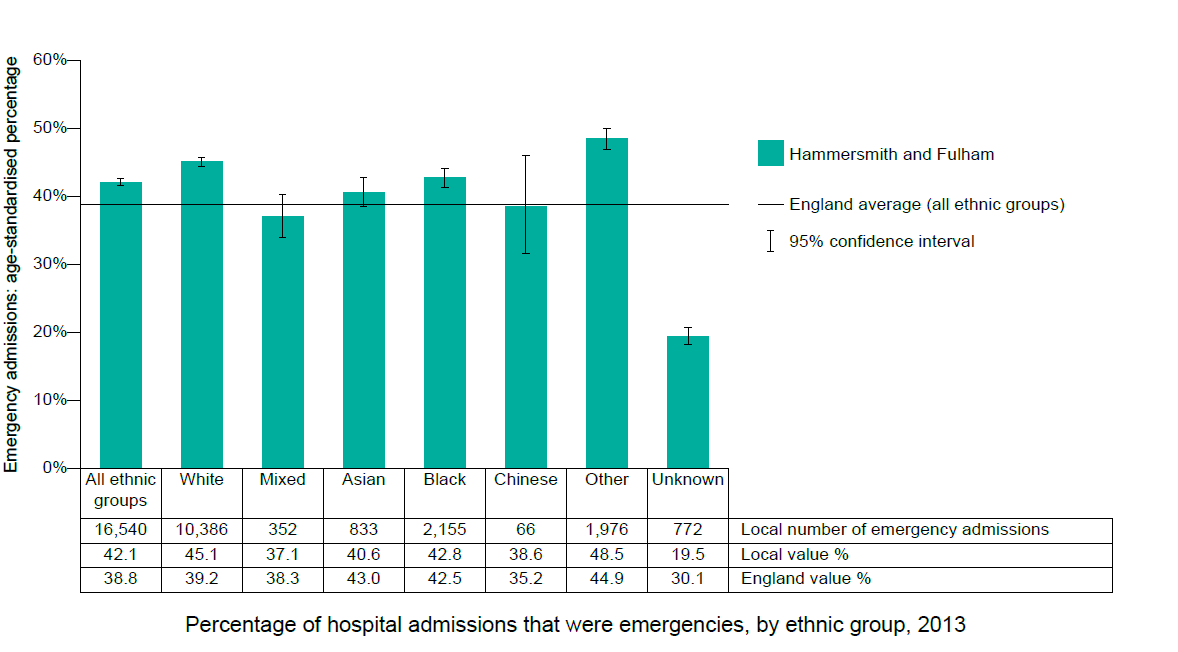 Emergency admissions: age-standardised percentage
60%
50%
40%
30%
20%
10%
0%
Hammersmith and Fulham
England average (all ethnic groups)
95% confidence interval
All ethnic groups White Mixed Asian Black Chinese Other Unknown
16,540 10,386 352 833 2,155 66 1,976 772 Local number of emergency admissions
42.1 45.1 37.1 40.6 42.8 38.6 48.5 19.5 Local value %
38.8 39.2 38.3 43.0 42.5 35.2 44.9 30.1 England value %
Percentage of hospital admissions that were emergencies, by ethnic group, 2013